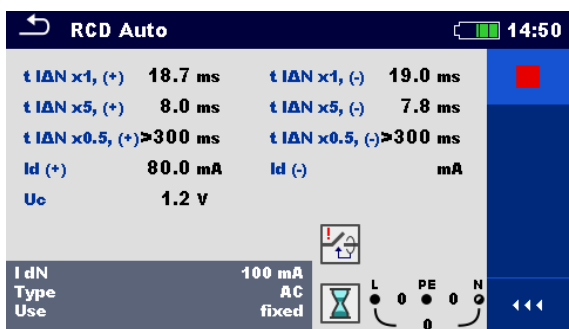 RCD Auto 14:50
t IΔN x1, (+) 18.7 ms t IΔN x1, (-) 19.0 ms
t IΔN x5, (+) 8.0 ms t IΔN x5, (-) 7.8 ms
t IΔN x0.5, (+) >300 ms t IΔN x0.5, (-) >300 ms
Id (+) 80.0 mA Id (-) mA
Uc 1.2 V
!
I dN 100 mA
Type AC
Use fixed
L PE N
0 0
0